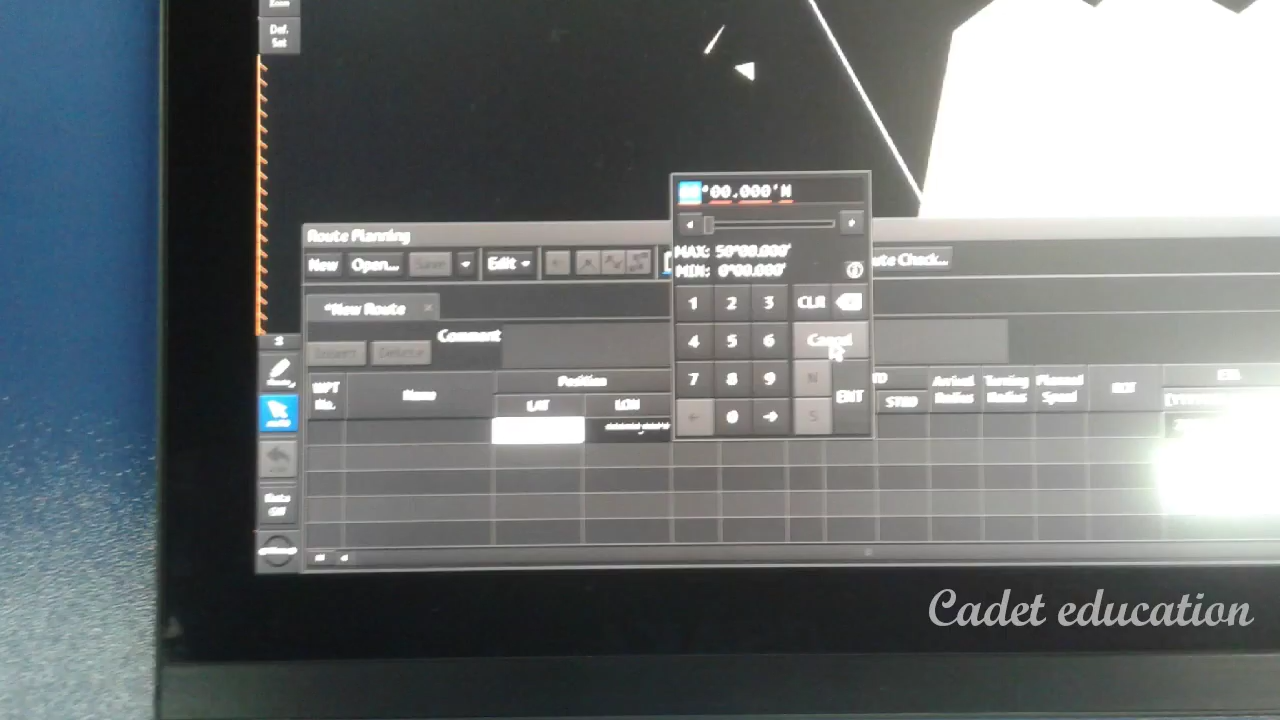 Def.
Set
°00.000'N
Route Planning
MAX: 50°00.000'
New Open... Save Edit
ute Check...
MIN: 0°00.000'
*New Route
1 2 3 CLR
Comment
4 5 6 Cancel
Insert Delete
WPT
No.
Name
Position
7 8 9 N
ENT
Arrival
Radius
Turning
Radius
Planned
Speed
ROT
ETA
LAT LON
STBD
0 S
Cadet education